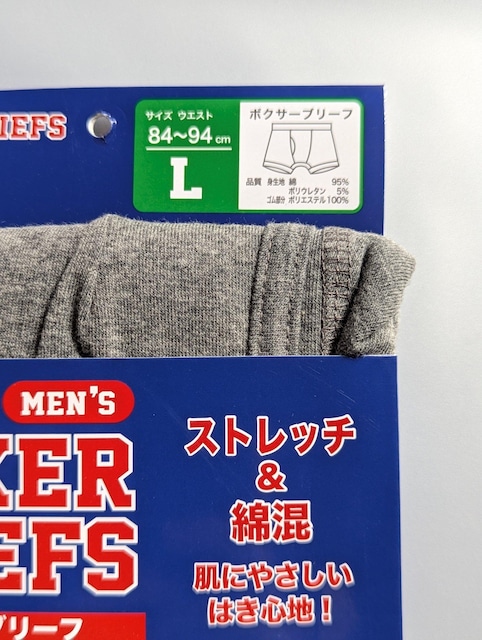 IEFS
サイズ ウエスト
84〜94cm
L
ボクサーブリーフ
品質 身生地 綿 95%
ポリウレタン 5%
ゴム部分 ポリエステル100%
MEN'S
KER
EFS
ブリーフ
ストレッチ
&
綿混
肌にやさしい
はき心地！